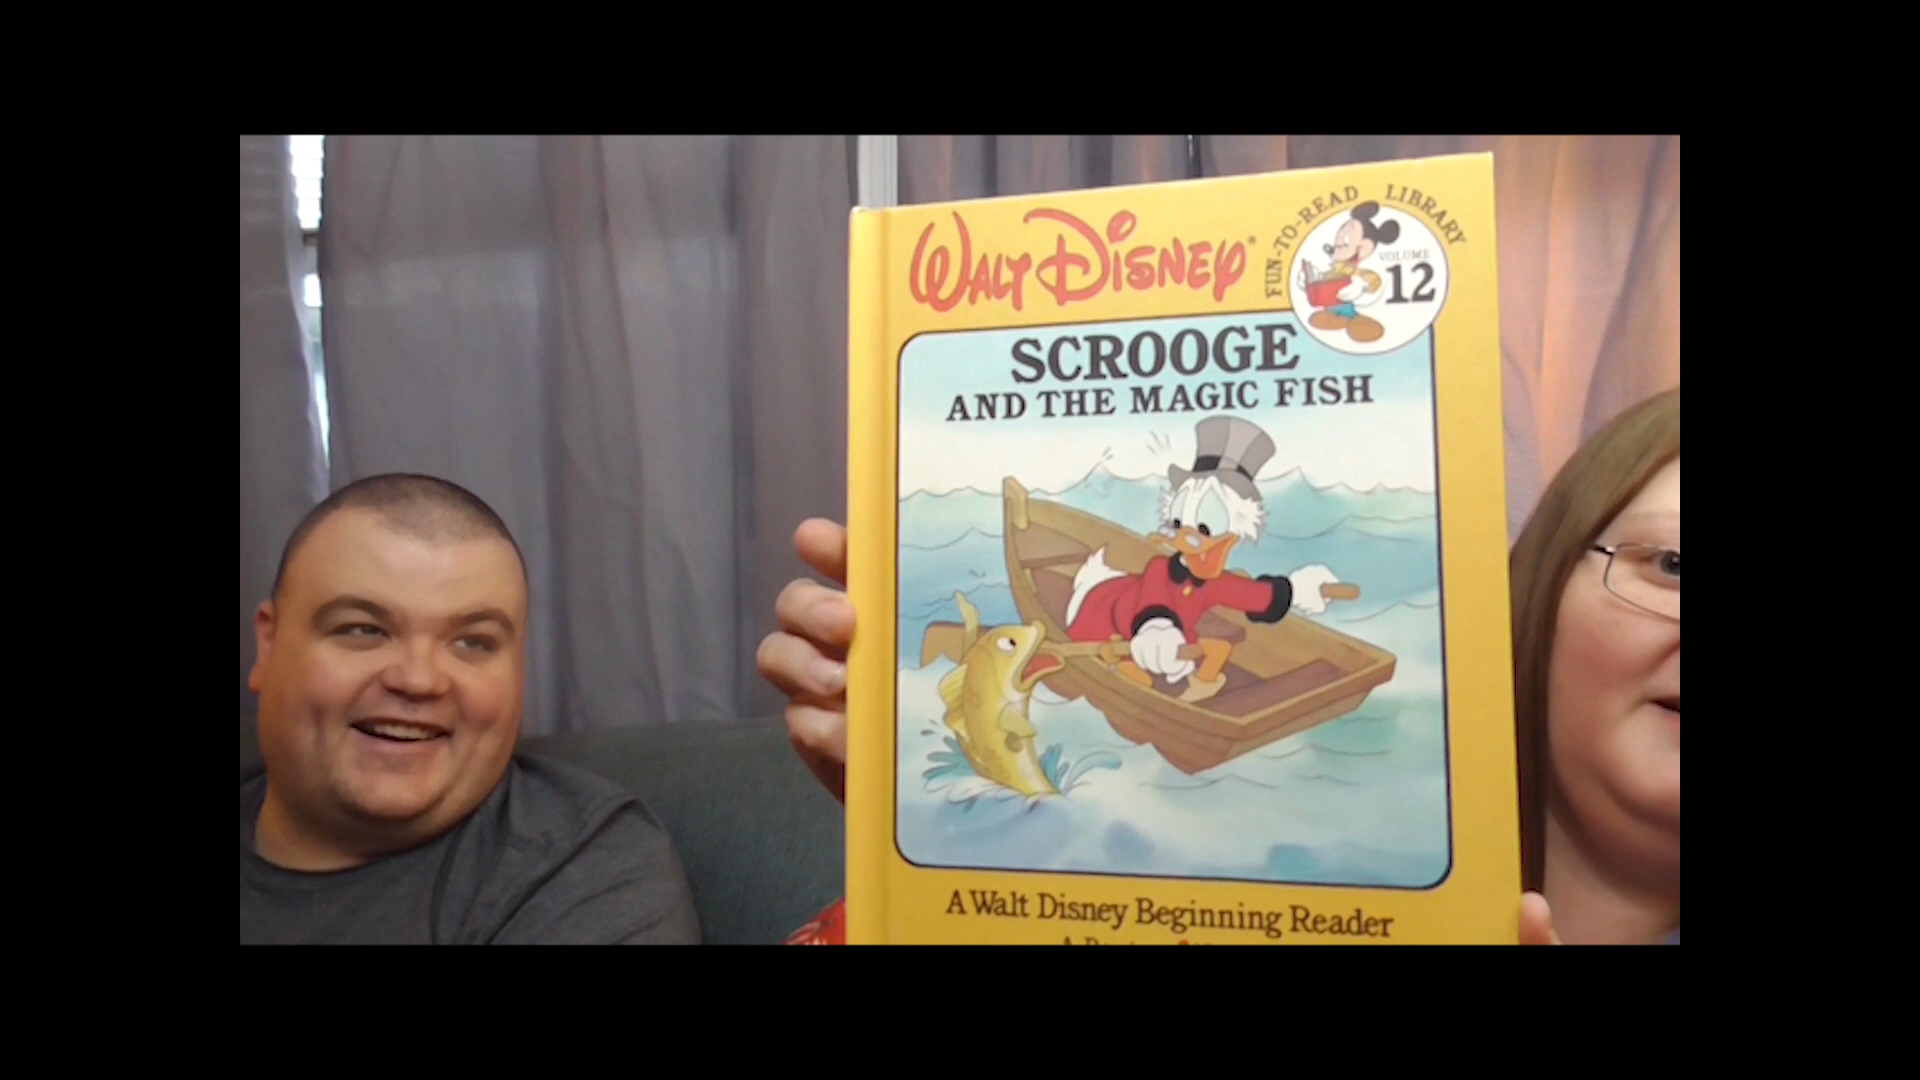 WALT DISNEY
FUN-TO-READ LIBRARY
VOLUME
12
SCROOGE
AND THE MAGIC FISH
A Walt Disney Beginning Reader